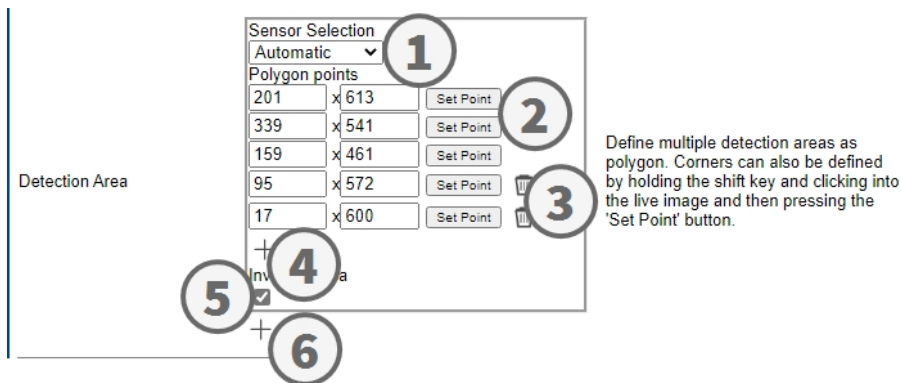 Sensor Selection
Automatic
1
Polygon points
201 x 613 Set Point
2
339 x 541 Set Point
159 x 461 Set Point
95 x 572 Set Point
3
17 x 600 Set Point
+
4
Inv a
5
+
6
Detection Area
Define multiple detection areas as
polygon. Corners can also be defined
by holding the shift key and clicking into
the live image and then pressing the
'Set Point' button.